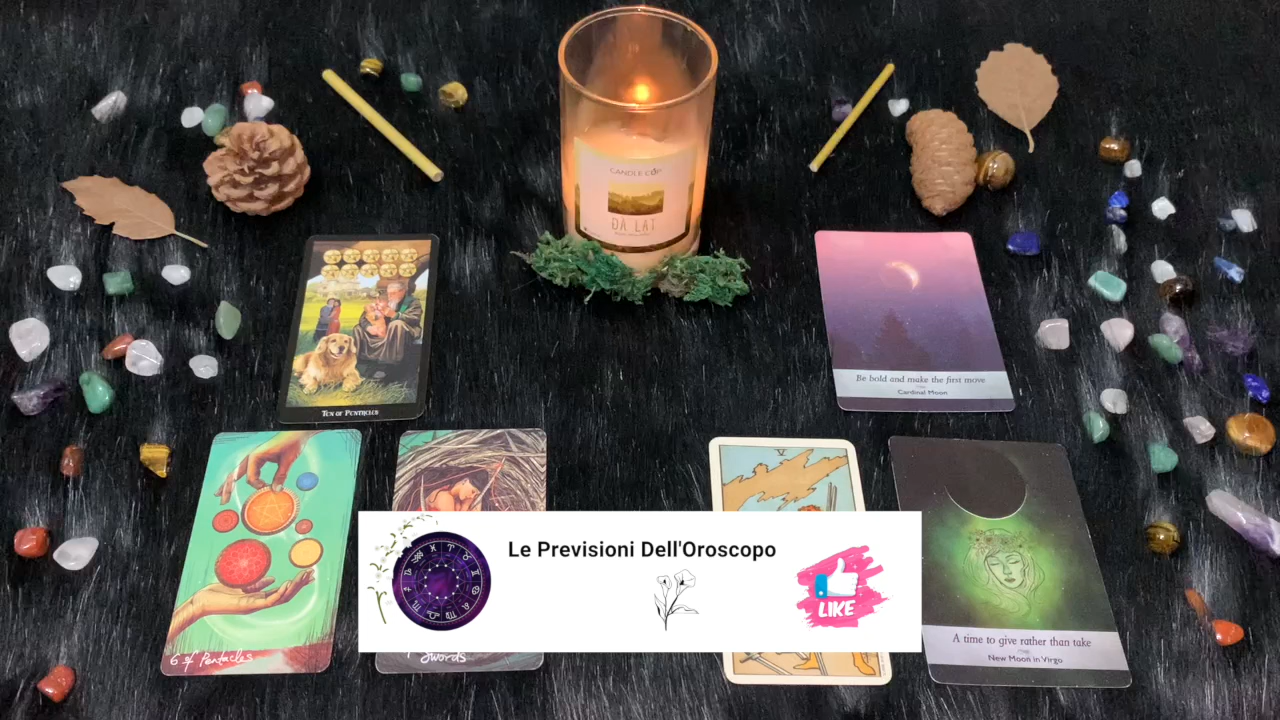 CANDLE CỐP
ĐÀ LẠT
TEN OF PENTACLES
Be bold and make the first move
Cardinal Moon
V
6 of Pentacles
Swords
Le Previsioni Dell'Oroscopo
LIKE
A time to give rather than take
New Moon in Virgo